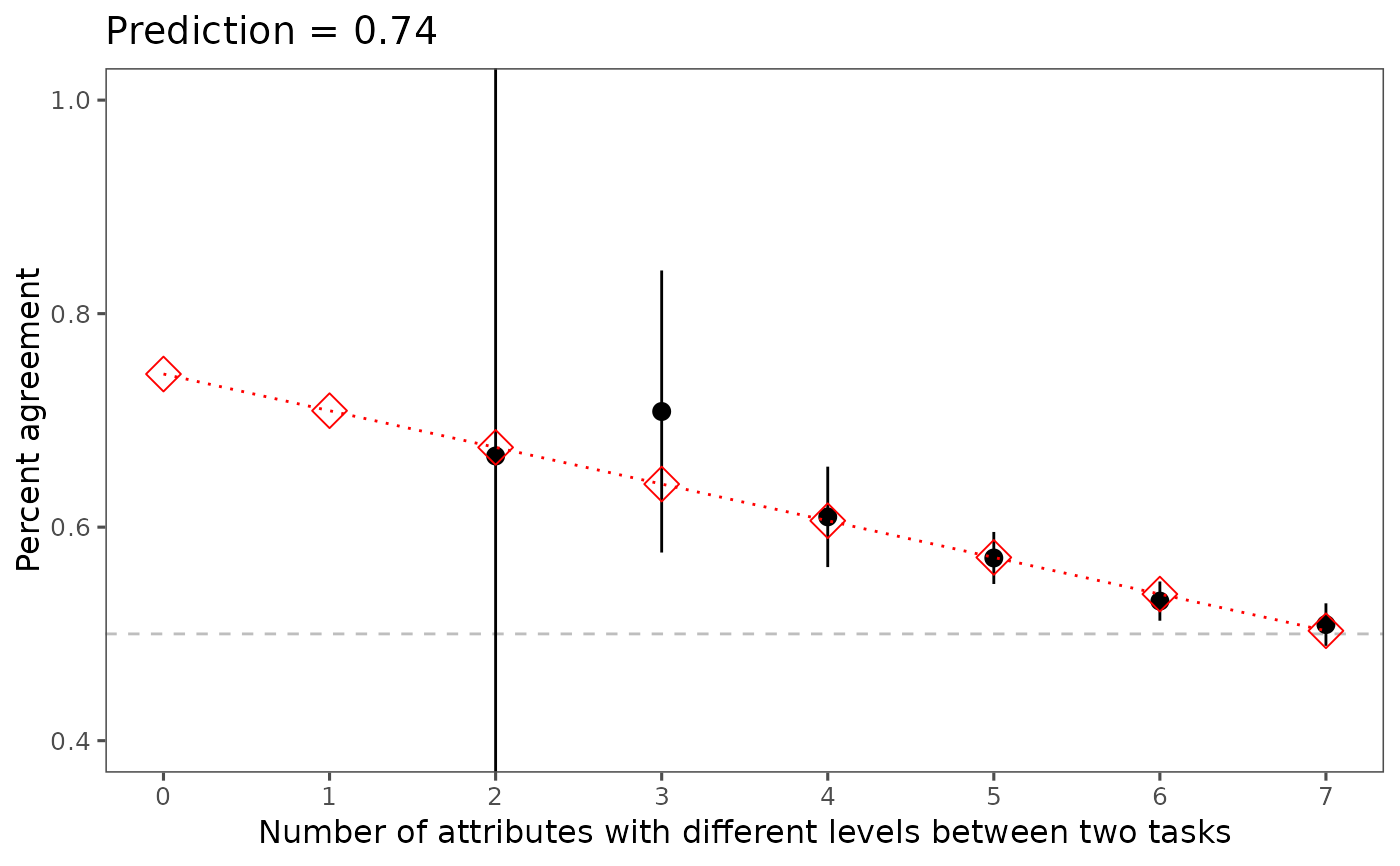 Prediction = 0.74
Percent agreement
1.0
0.8
0.6
0.4
0 1 2 3 4 5 6 7
Number of attributes with different levels between two tasks